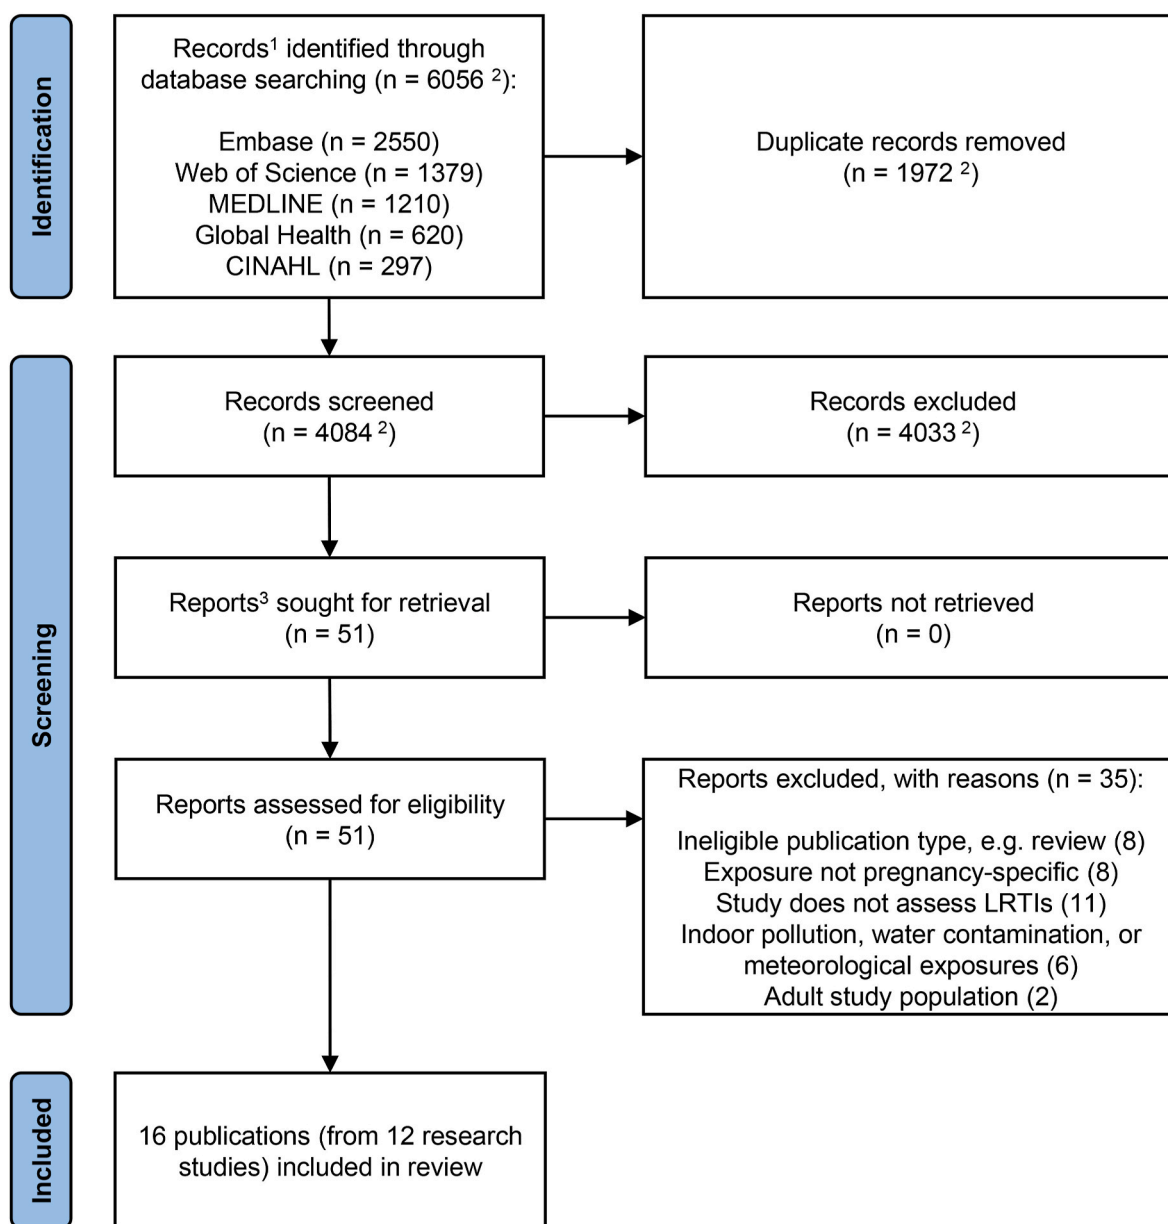 Identification
Records¹ identified through
database searching (n = 6056 ²):
Embase (n = 2550)
Web of Science (n = 1379)
MEDLINE (n = 1210)
Global Health (n = 620)
CINAHL (n = 297)
Duplicate records removed
(n = 1972 ²)
Screening
Records screened
(n = 4084 ²)
Records excluded
(n = 4033 ²)
Reports³ sought for retrieval
(n = 51)
Reports not retrieved
(n = 0)
Reports assessed for eligibility
(n = 51)
Reports excluded, with reasons (n = 35):
Ineligible publication type, e.g. review (8)
Exposure not pregnancy-specific (8)
Study does not assess LRTIs (11)
Indoor pollution, water contamination, or
meteorological exposures (6)
Adult study population (2)
Included
16 publications (from 12 research
studies) included in review